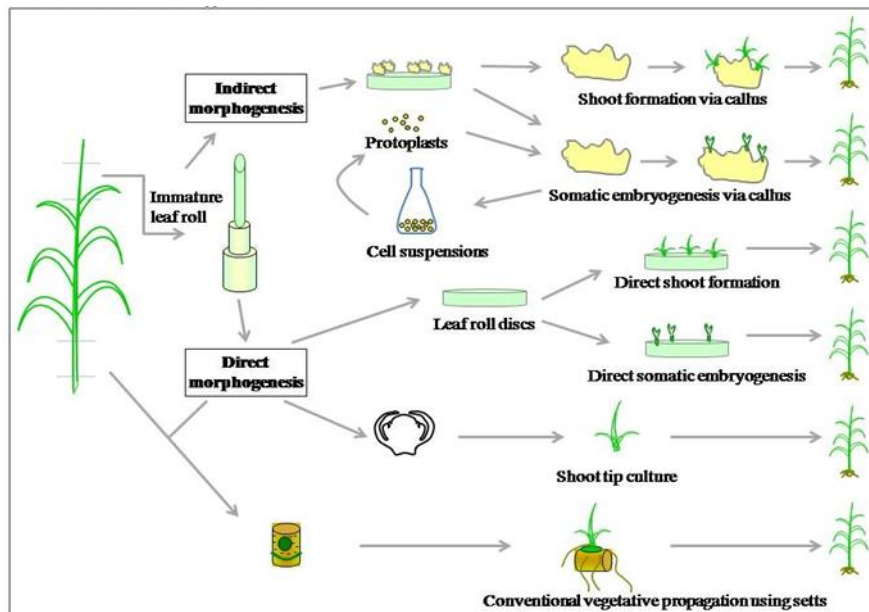 Indirect
morphogenesis
Shoot formation via callus
Protoplasts
Immature
leaf roll
Somatic embryogenesis via callus
Cell suspensions
Direct shoot formation
Leaf roll discs
Direct
morphogenesis
Direct somatic embryogenesis
Shoot tip culture
Conventional vegetative propagation using setts